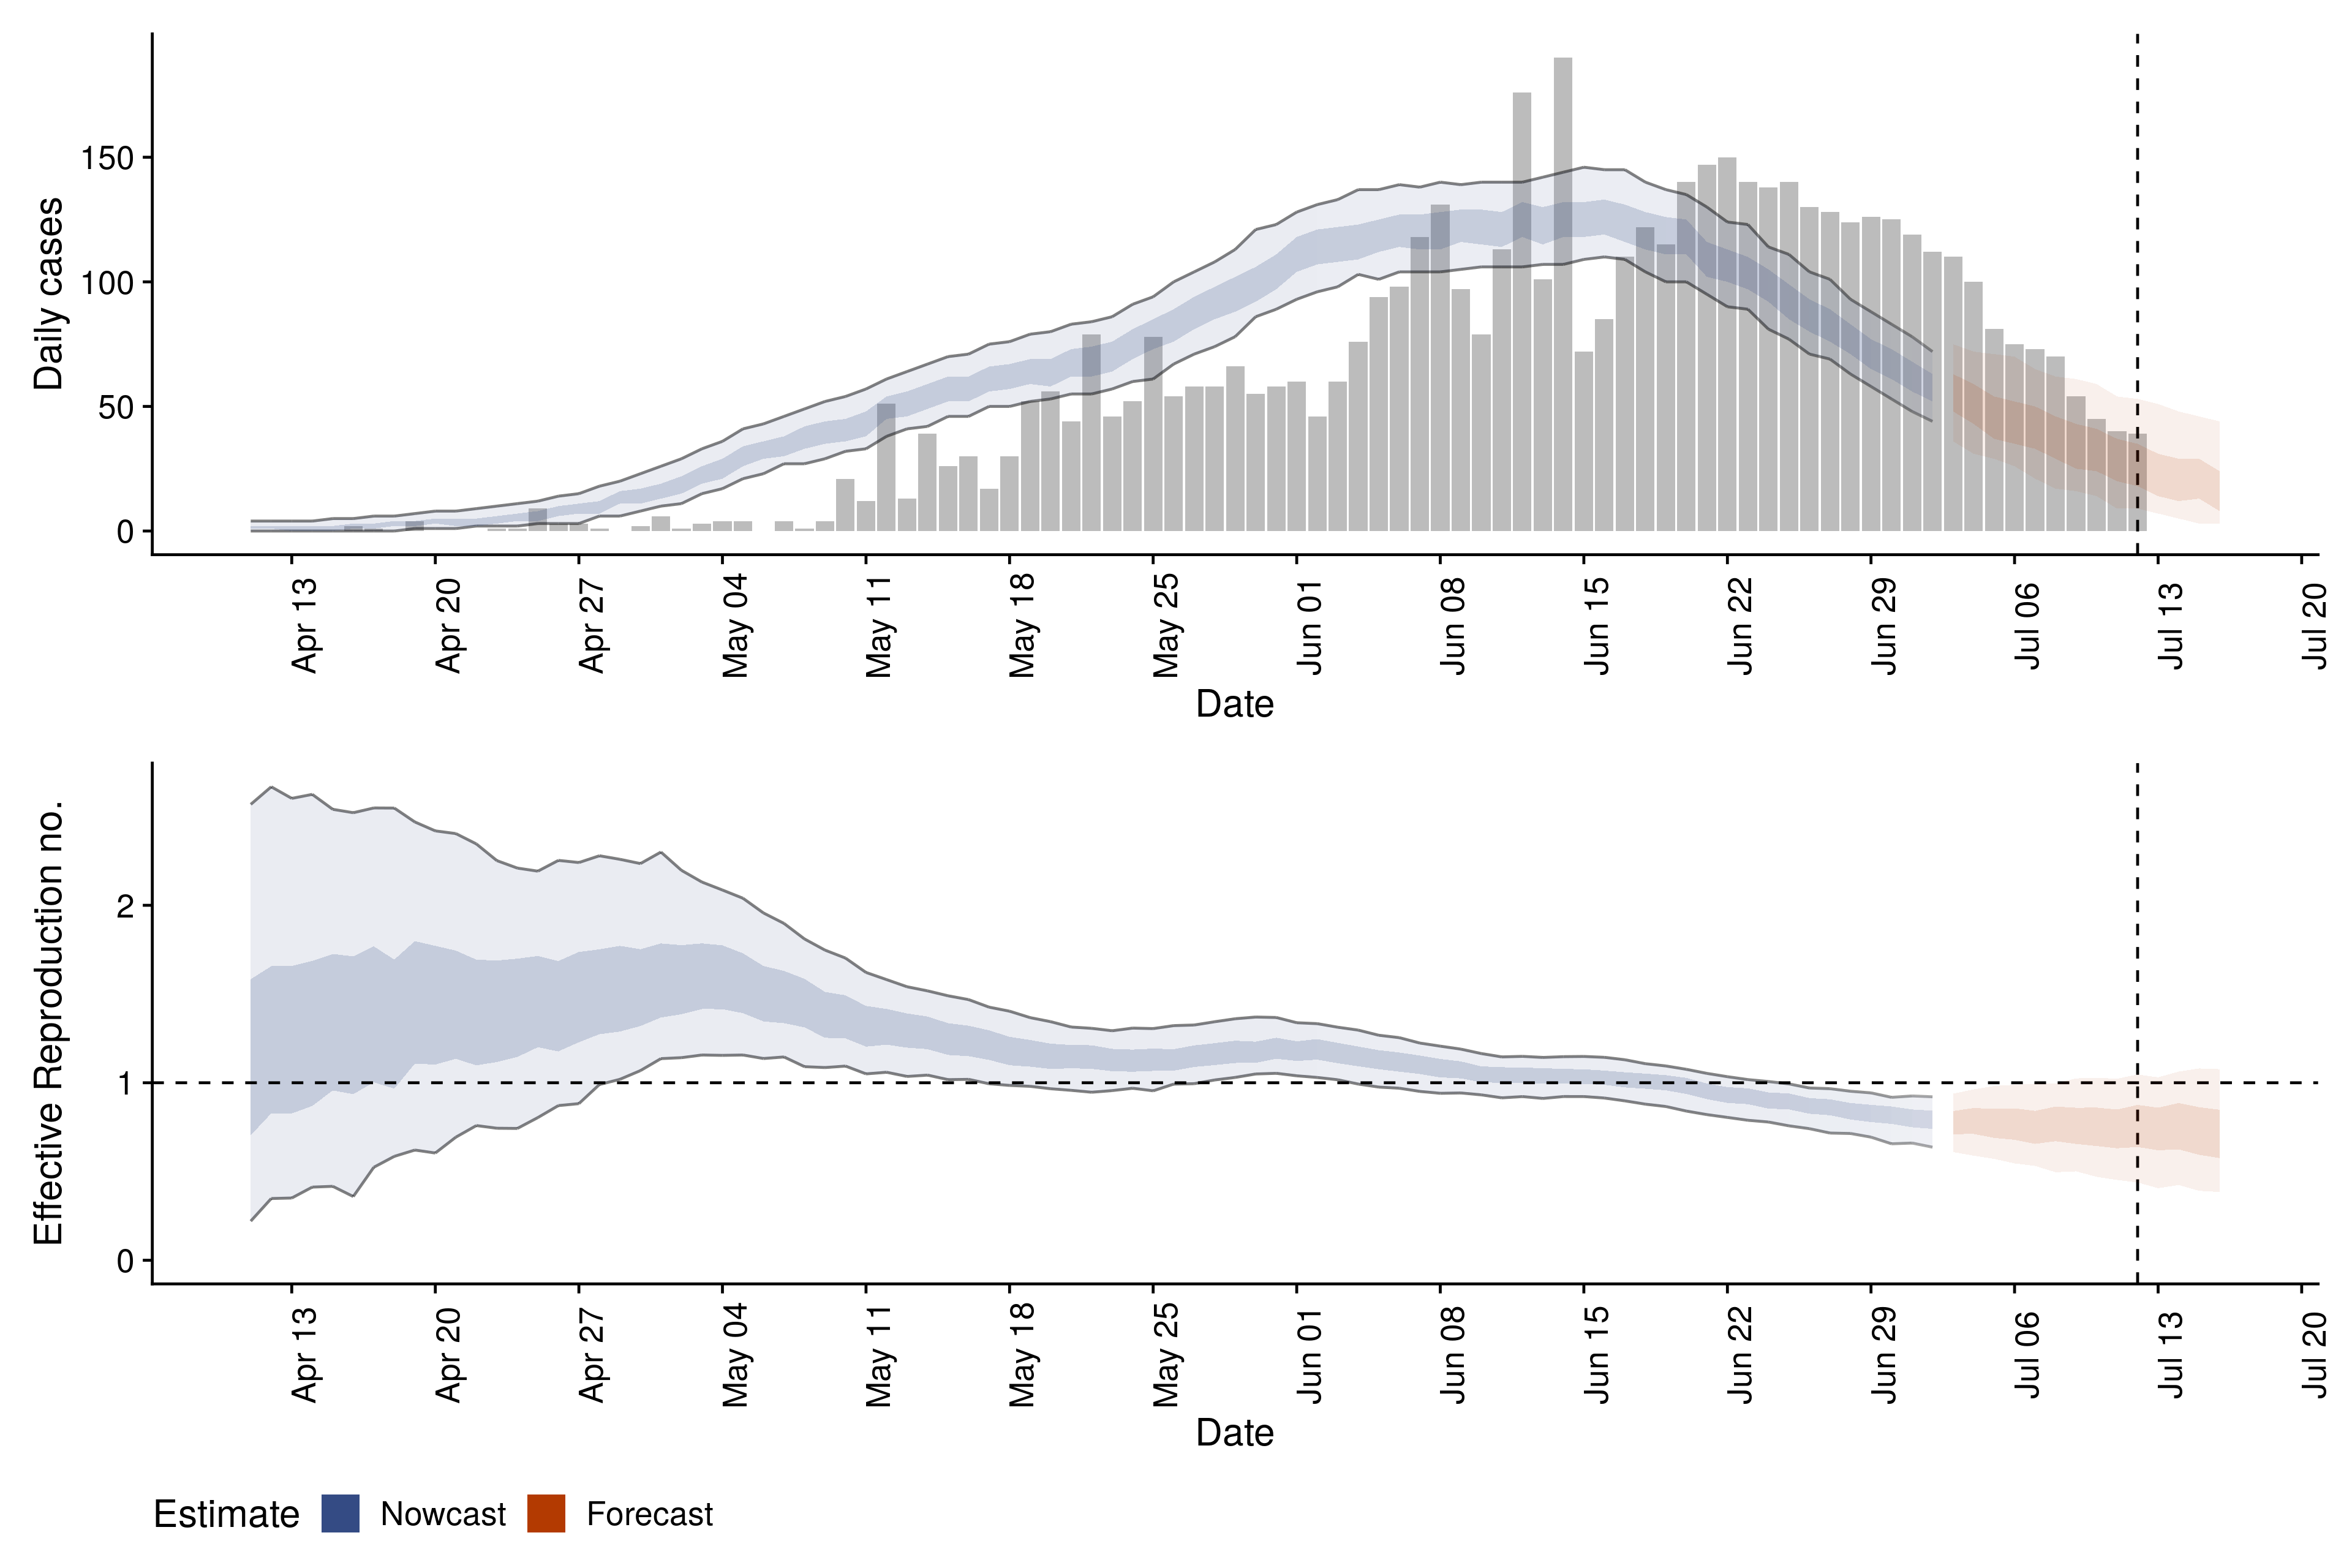 Daily cases
150
100
50
0
Apr 13
Apr 20
Apr 27
May 04
May 11
May 18
May 25
Jun 01
Jun 08
Jun 15
Jun 22
Jun 29
Jul 06
Jul 13
Jul 20
Date
Effective Reproduction no.
2
1
0
Apr 13
Apr 20
Apr 27
May 04
May 11
May 18
May 25
Jun 01
Jun 08
Jun 15
Jun 22
Jun 29
Jul 06
Jul 13
Jul 20
Date
Estimate Nowcast Forecast